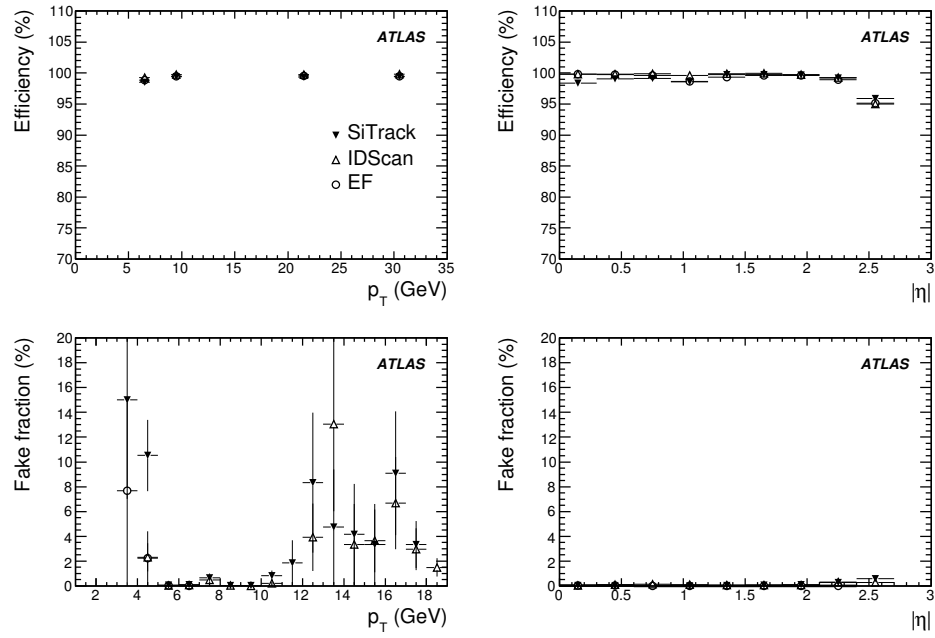 Efficiency (%)
110
105
100
95
90
85
80
75
70
ATLAS
SiTrack
IDScan
EF
0 5 10 15 20 25 30 35
p_T (GeV)
Efficiency (%)
110
105
100
95
90
85
80
75
70
ATLAS
0 0.5 1 1.5 2 2.5 3
|η|
Fake fraction (%)
20
18
16
14
12
10
8
6
4
2
0
ATLAS
2 4 6 8 10 12 14 16 18
p_T (GeV)
Fake fraction (%)
20
18
16
14
12
10
8
6
4
2
0
ATLAS
0 0.5 1 1.5 2 2.5 3
|η|